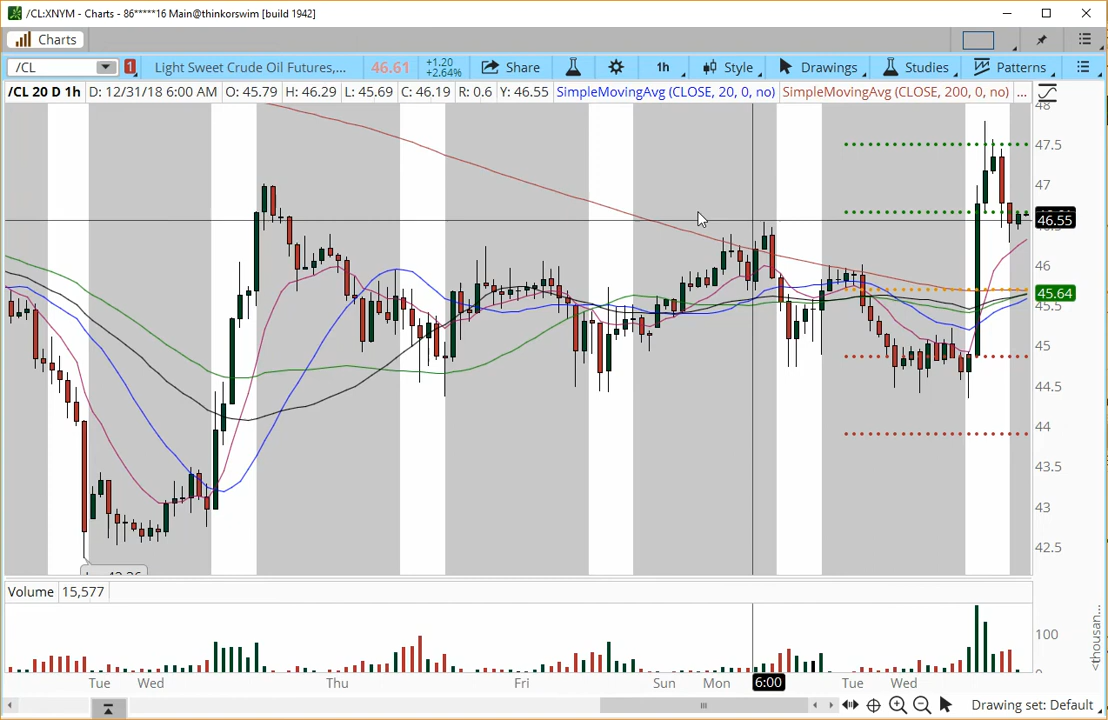 /CL:XNYM - Charts - 86*****16 Main@thinkorswim [build 1942]
Charts
/CL 1 Light Sweet Crude Oil Futures,... 46.61 +1.20 +2.64% Share 1h Style Drawings Studies Patterns
/CL 20 D 1h D: 12/31/18 6:00 AM O: 45.79 H: 46.29 L: 45.69 C: 46.19 R: 0.6 Y: 46.55 SimpleMovingAvg (CLOSE, 20, 0, no) SimpleMovingAvg (CLOSE, 200, 0, no) ...
48
47.5
47
46.55
46
45.64
45.5
45
44.5
44
43.5
43
42.5
Volume 15,577
100
<thousan...
Tue Wed Thu Fri Sun Mon 6:00 Tue Wed
Drawing set: Default